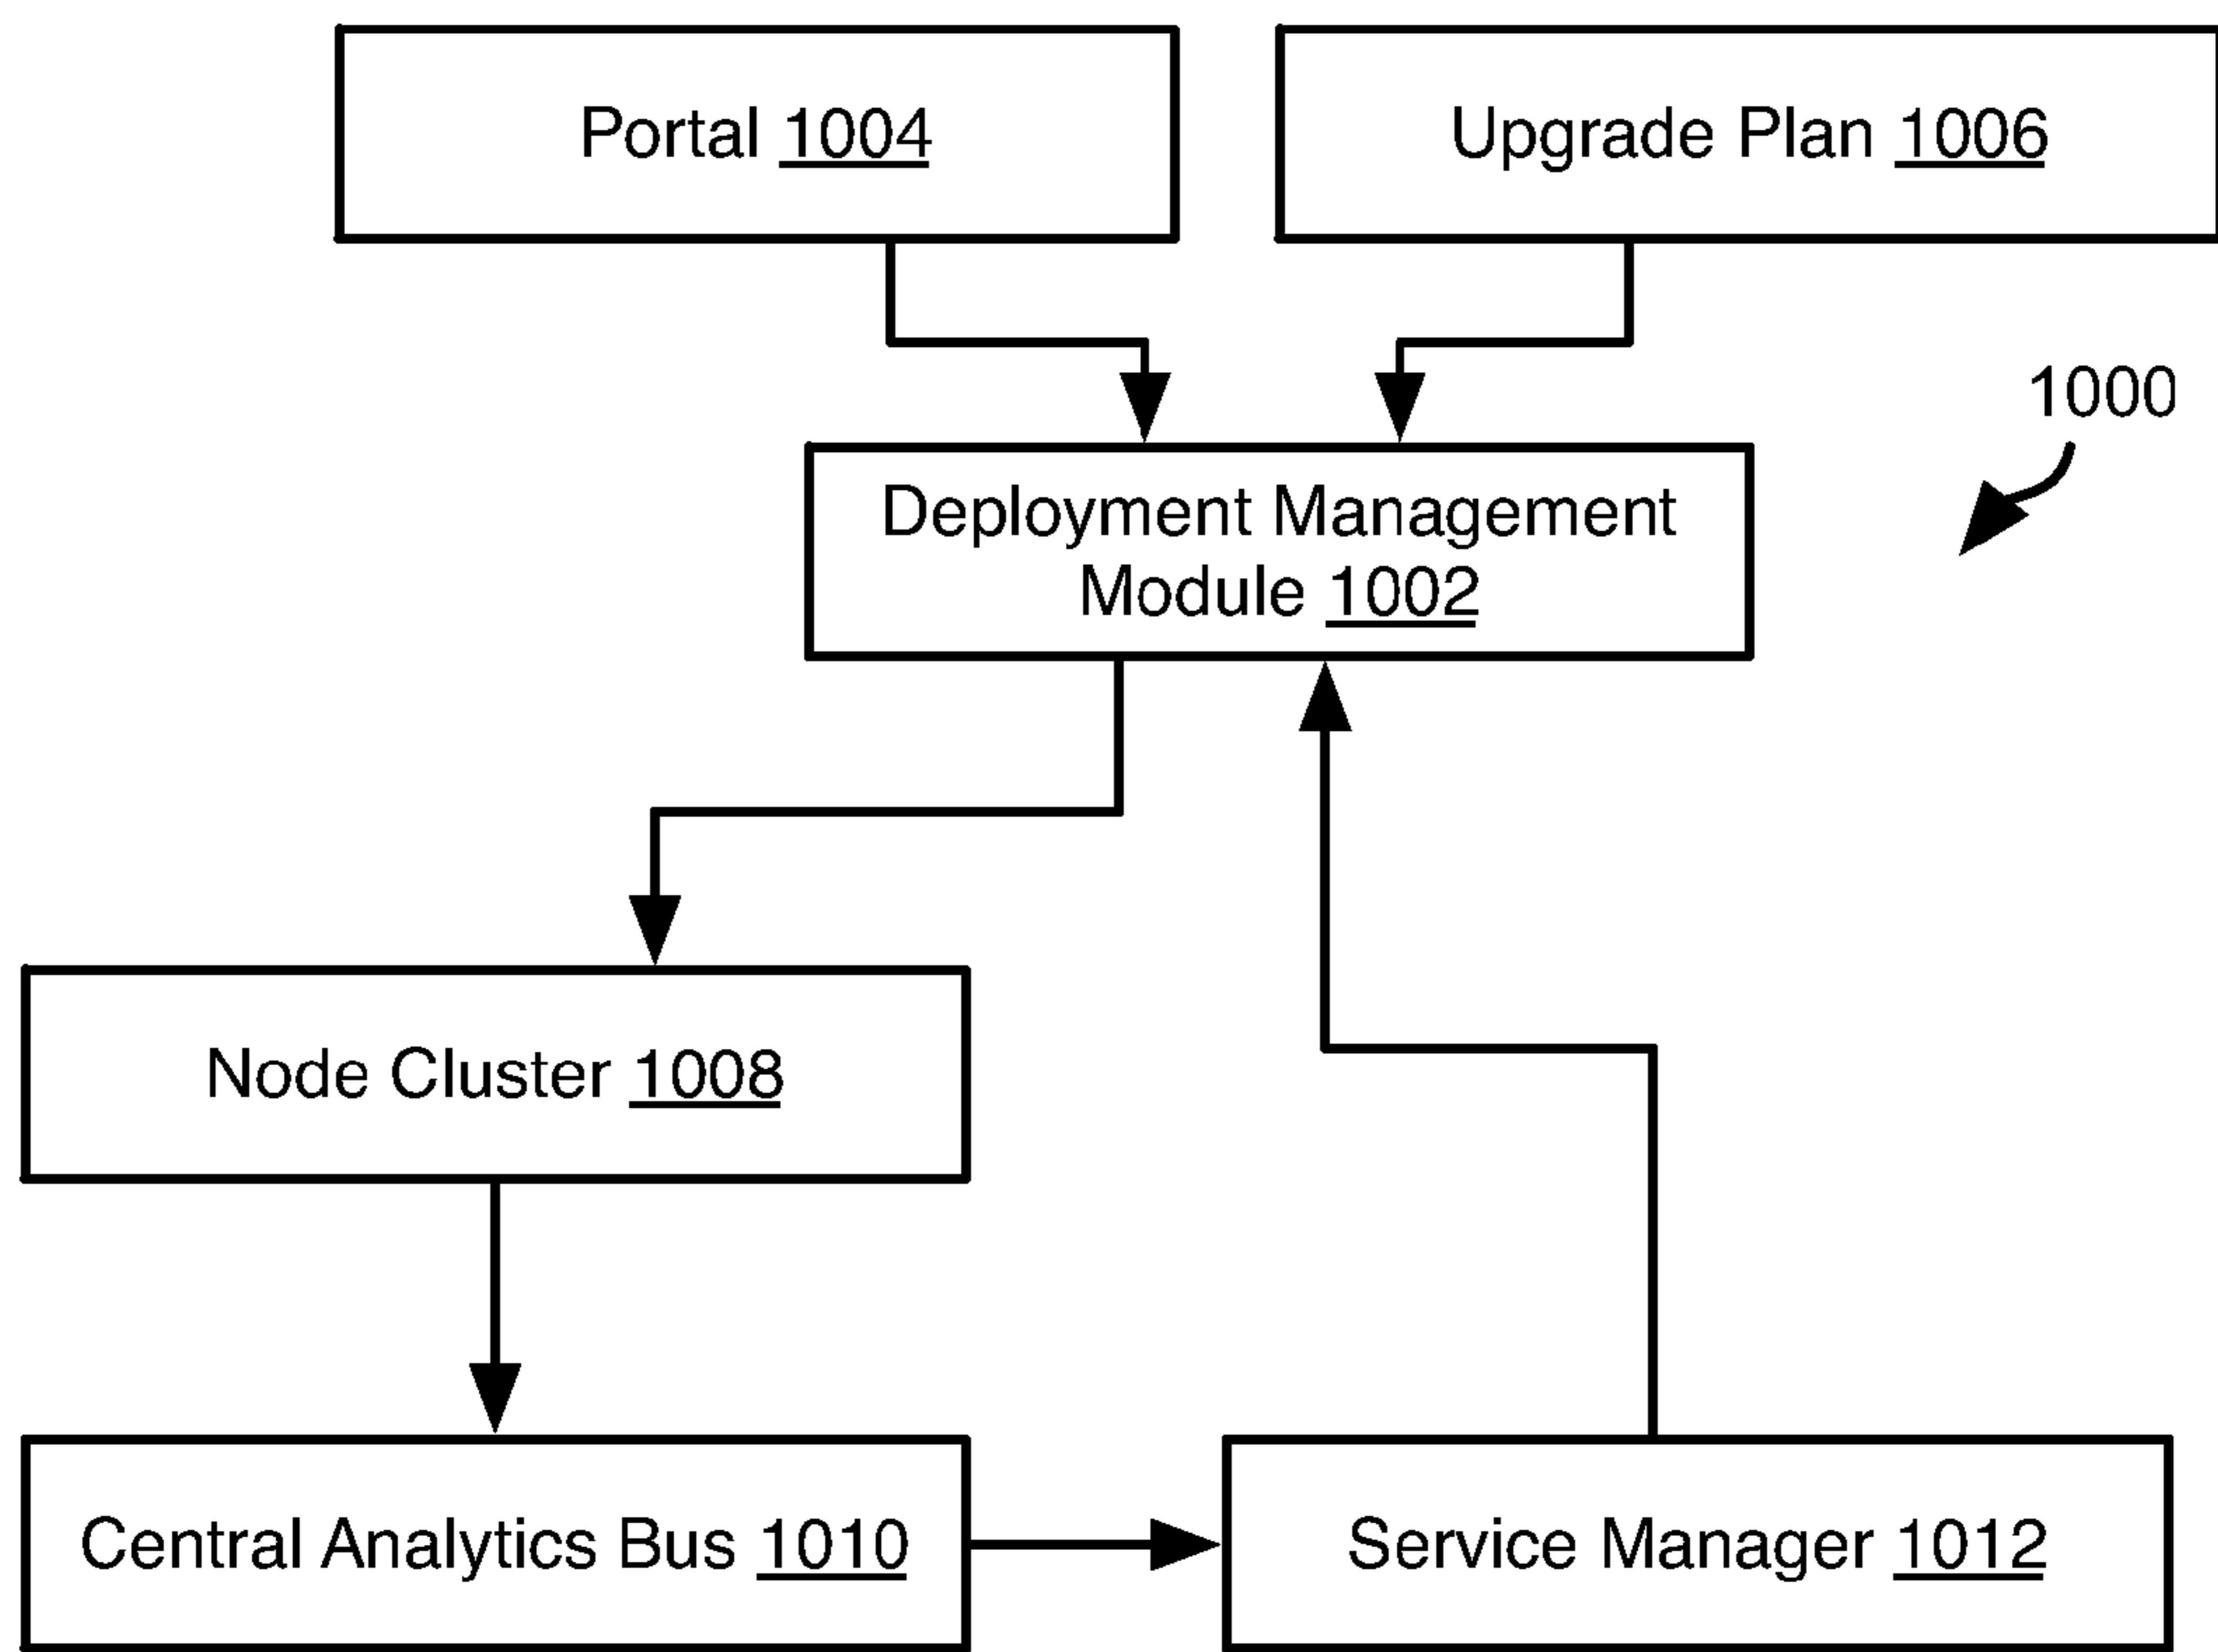 Portal 1004
Upgrade Plan 1006
1000
Deployment Management
Module 1002
Node Cluster 1008
Central Analytics Bus 1010
Service Manager 1012